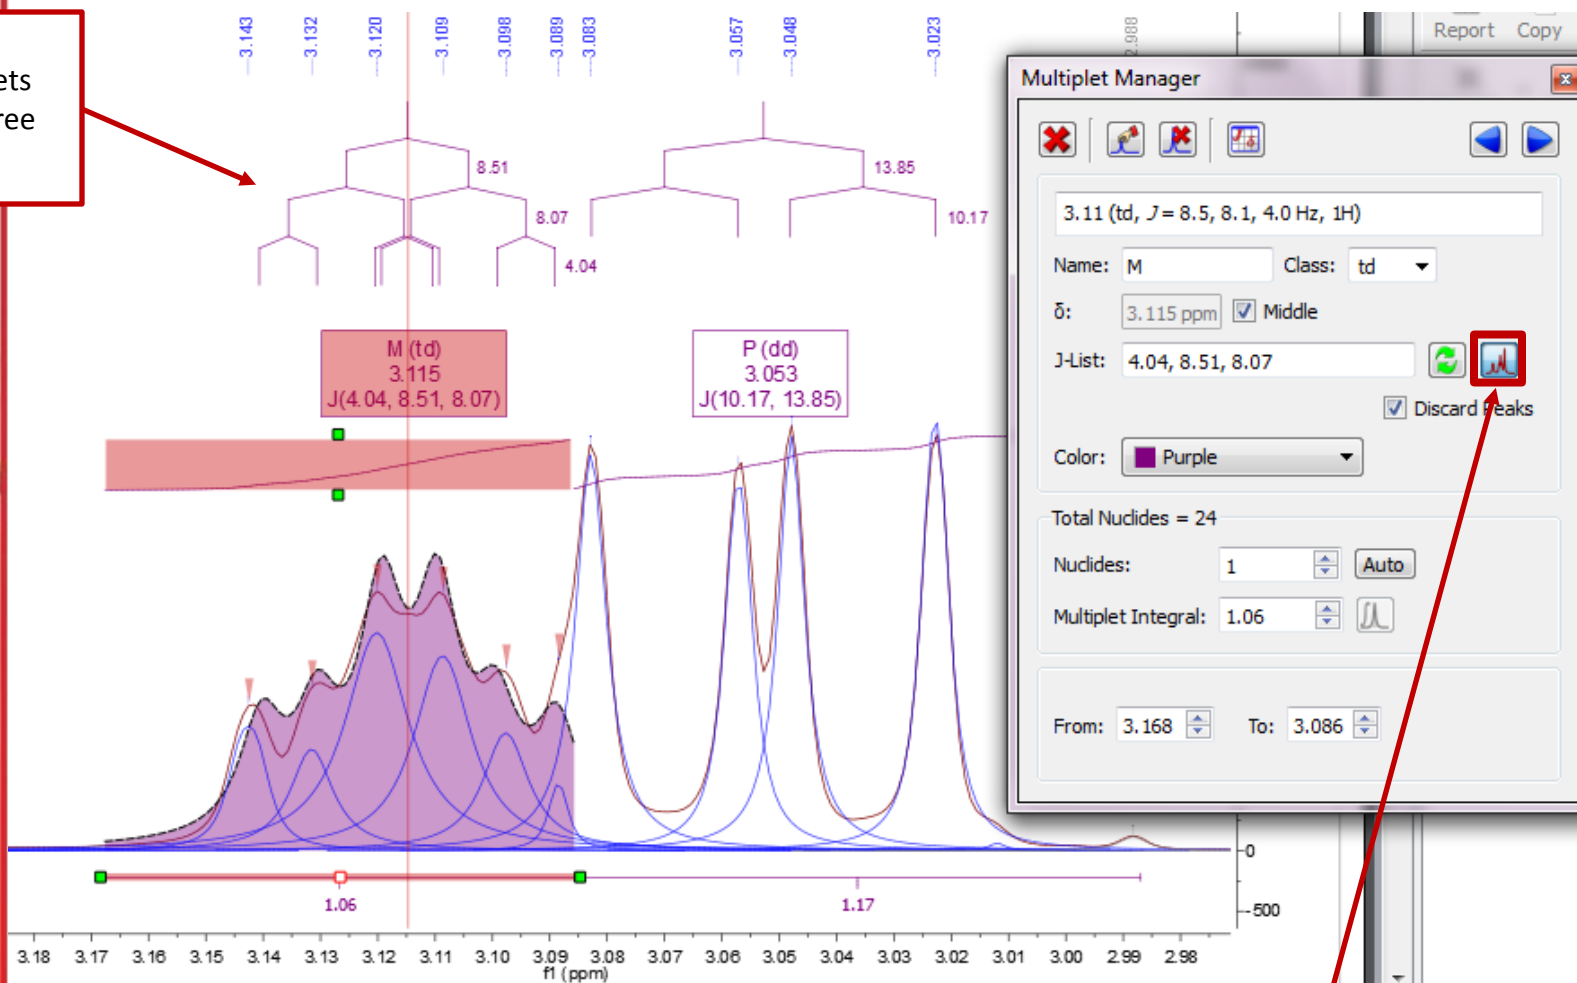 ets
ree
3.143
3.132
3.120
3.109
3.098
3.089
3.083
3.057
3.048
3.023
2.988
8.51
8.07
4.04
13.85
10.17
M (td)
3.115
J(4.04, 8.51, 8.07)
P (dd)
3.053
J(10.17, 13.85)
1.06
1.17
0
-500
3.18 3.17 3.16 3.15 3.14 3.13 3.12 3.11 3.10 3.09 3.08 3.07 3.06 3.05 3.04 3.03 3.02 3.01 3.00 2.99 2.98
f1 (ppm)
Report Copy
Multiplet Manager
3.11 (td, J = 8.5, 8.1, 4.0 Hz, 1H)
Name: M Class: td
δ: 3.115 ppm Middle
J-List: 4.04, 8.51, 8.07
Discard Peaks
Color: Purple
Total Nuclides = 24
Nuclides: 1 Auto
Multiplet Integral: 1.06
From: 3.168 To: 3.086